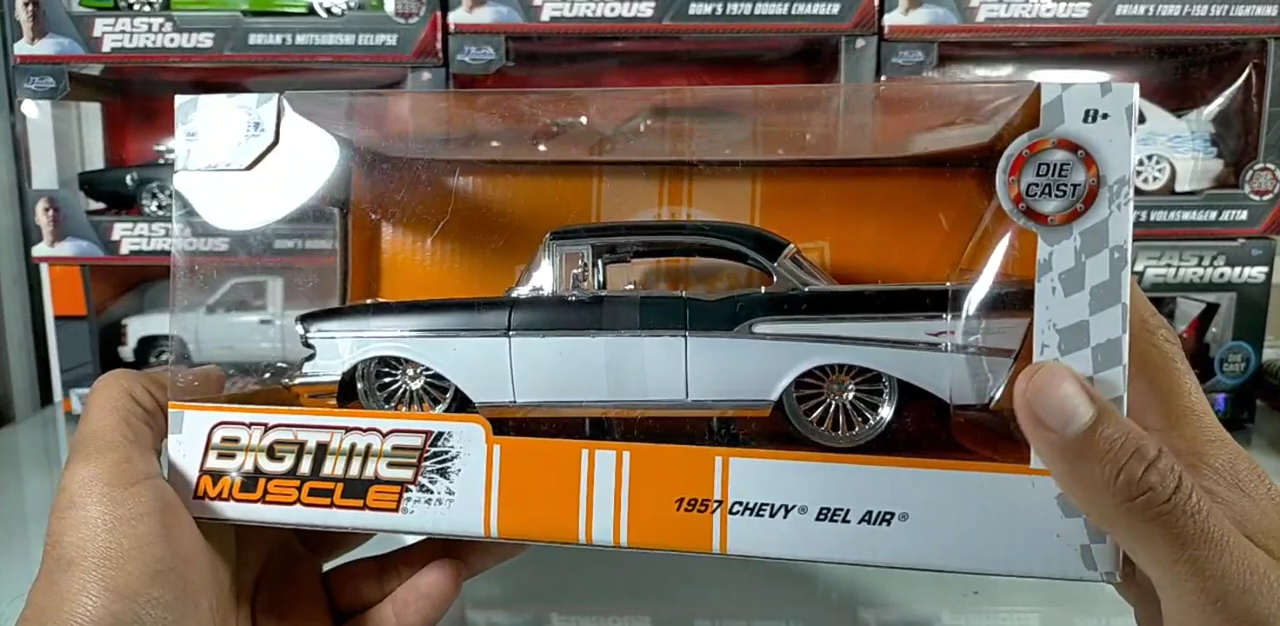 FAST & FURIOUS
BRIAN'S MITSUBISHI ECLIPSE
FURIOUS
DOM'S 1970 DODGE CHARGER
FURIOUS
BRIAN'S FORD F-150 SVT LIGHTNING
8+
DIE CAST
FAST & FURIOUS
DOM'S
'S VOLKSWAGEN JETTA
FAST & FURIOUS
DIE CAST
BIGTIME
MUSCLE®
1957 CHEVY® BEL AIR®